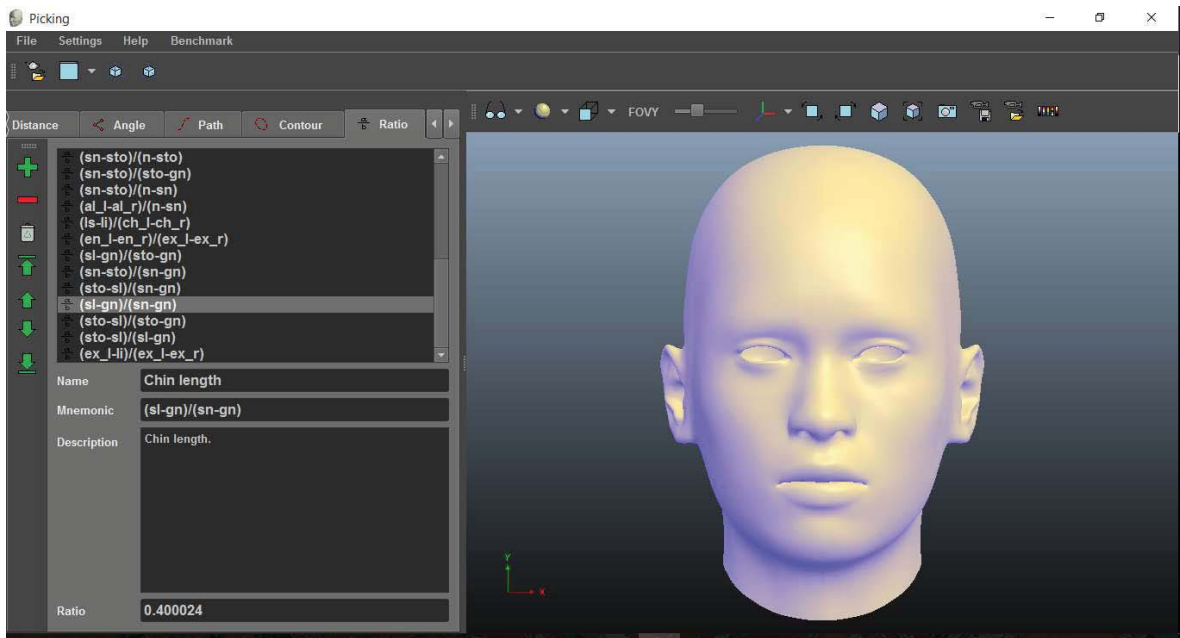 Picking
File Settings Help Benchmark
FOVY
Distance Angle Path Contour Ratio
(sn-sto)/(n-sto)
(sn-sto)/(sto-gn)
(sn-sto)/(n-sn)
(al_l-al_r)/(n-sn)
(ls-li)/(ch_l-ch_r)
(en_l-en_r)/(ex_l-ex_r)
(sl-gn)/(sto-gn)
(sn-sto)/(sn-gn)
(sto-sl)/(sn-gn)
(sl-gn)/(sn-gn)
(sto-sl)/(sto-gn)
(sto-sl)/(sl-gn)
(ex_l-li)/(ex_l-ex_r)
Name Chin length
Mnemonic (sl-gn)/(sn-gn)
Description Chin length.
Ratio 0.400024
Y
X